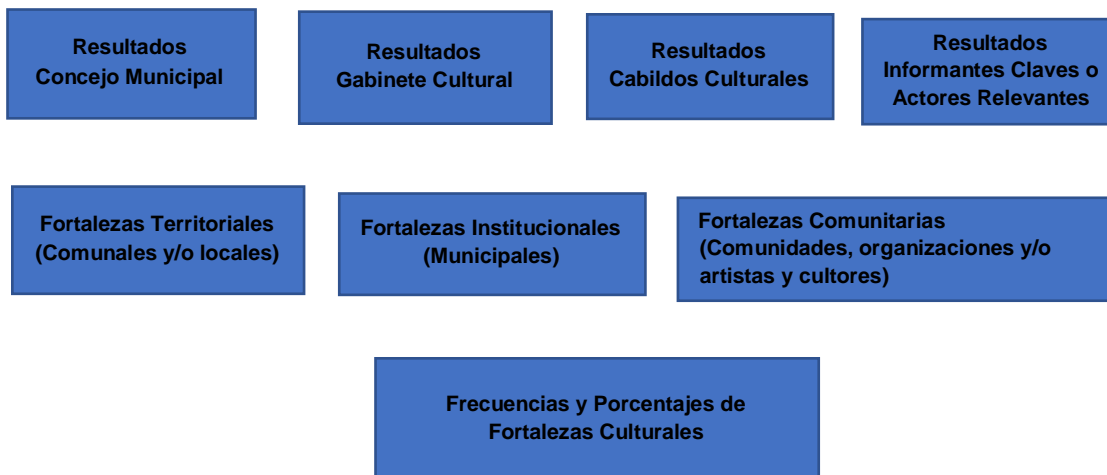 Resultados
Concejo Municipal
Resultados
Gabinete Cultural
Resultados
Cabildos Culturales
Resultados
Informantes Claves o
Actores Relevantes
Fortalezas Territoriales
(Comunales y/o locales)
Fortalezas Institucionales
(Municipales)
Fortalezas Comunitarias
(Comunidades, organizaciones y/o
artistas y cultores)
Frecuencias y Porcentajes de
Fortalezas Culturales